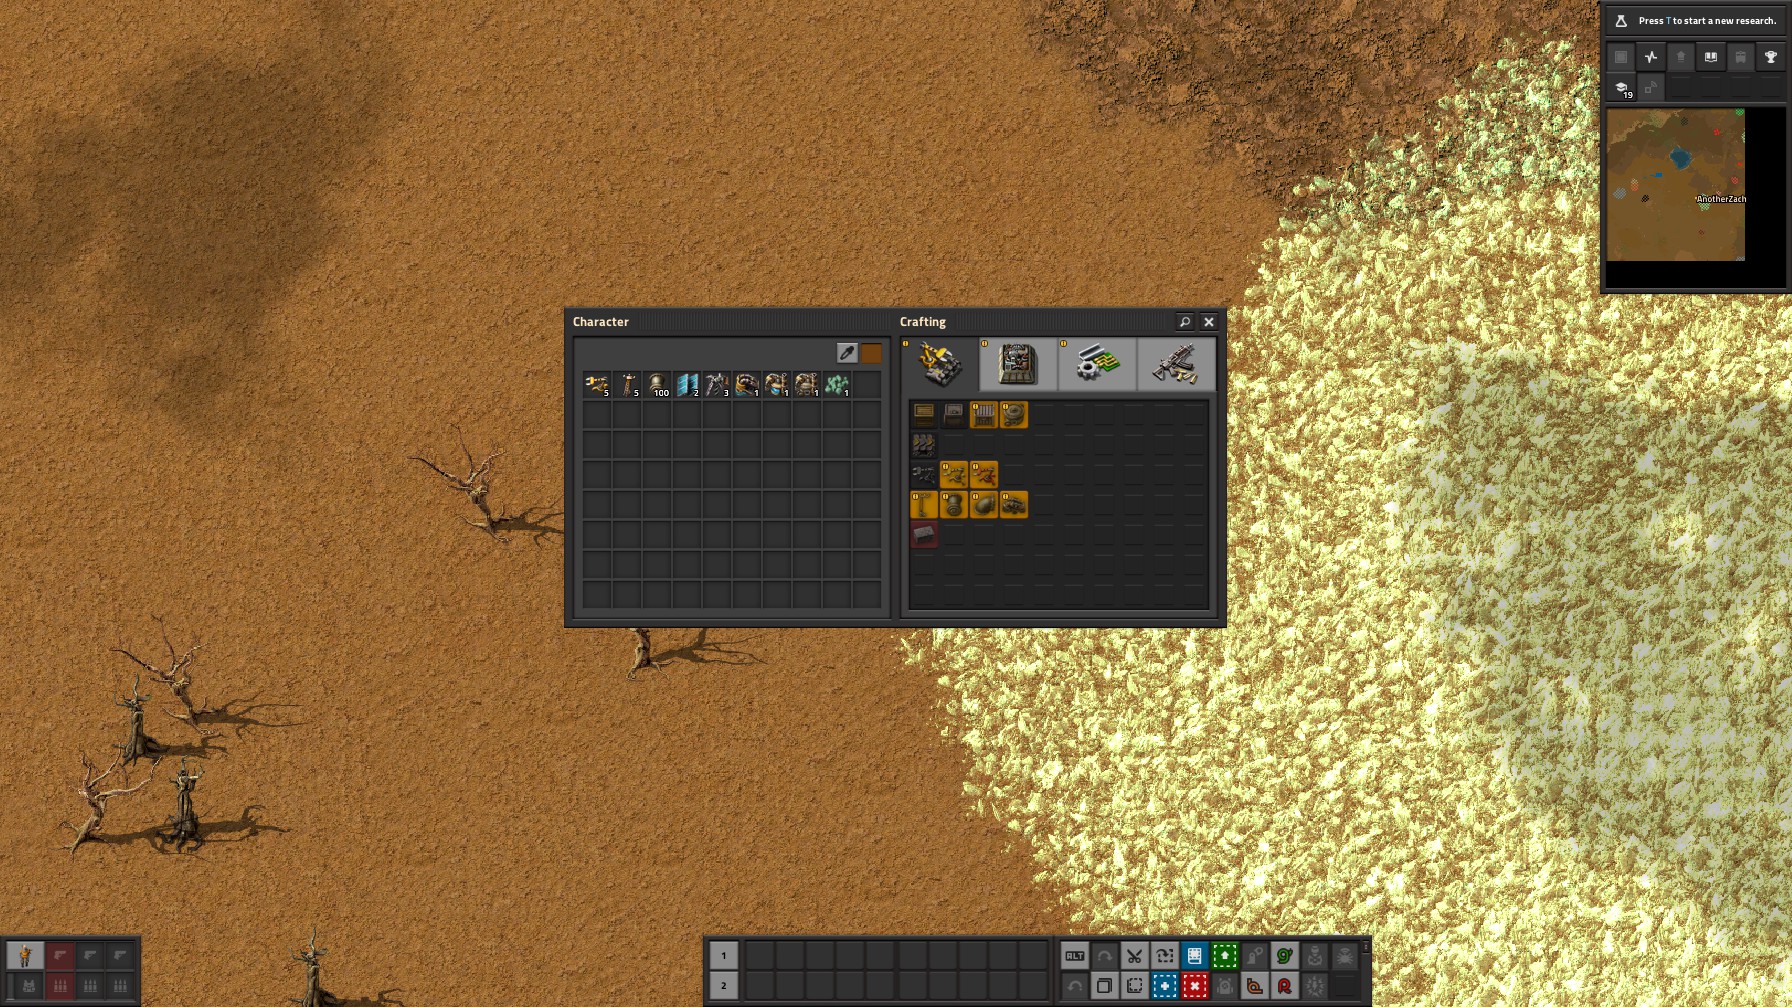 Press T to start a new research.
19
AnotherZach
Character
Crafting
5 5 100 2 3 1 1 1 1
1
ALT
2